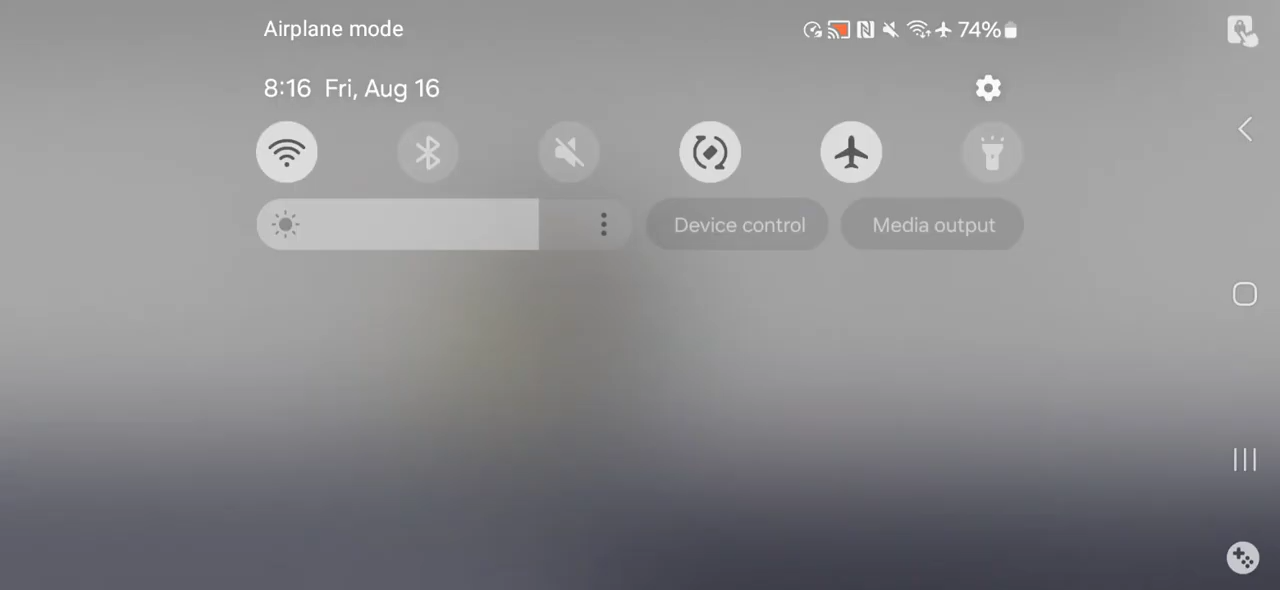 Airplane mode
74%
8:16 Fri, Aug 16
Device control
Media output